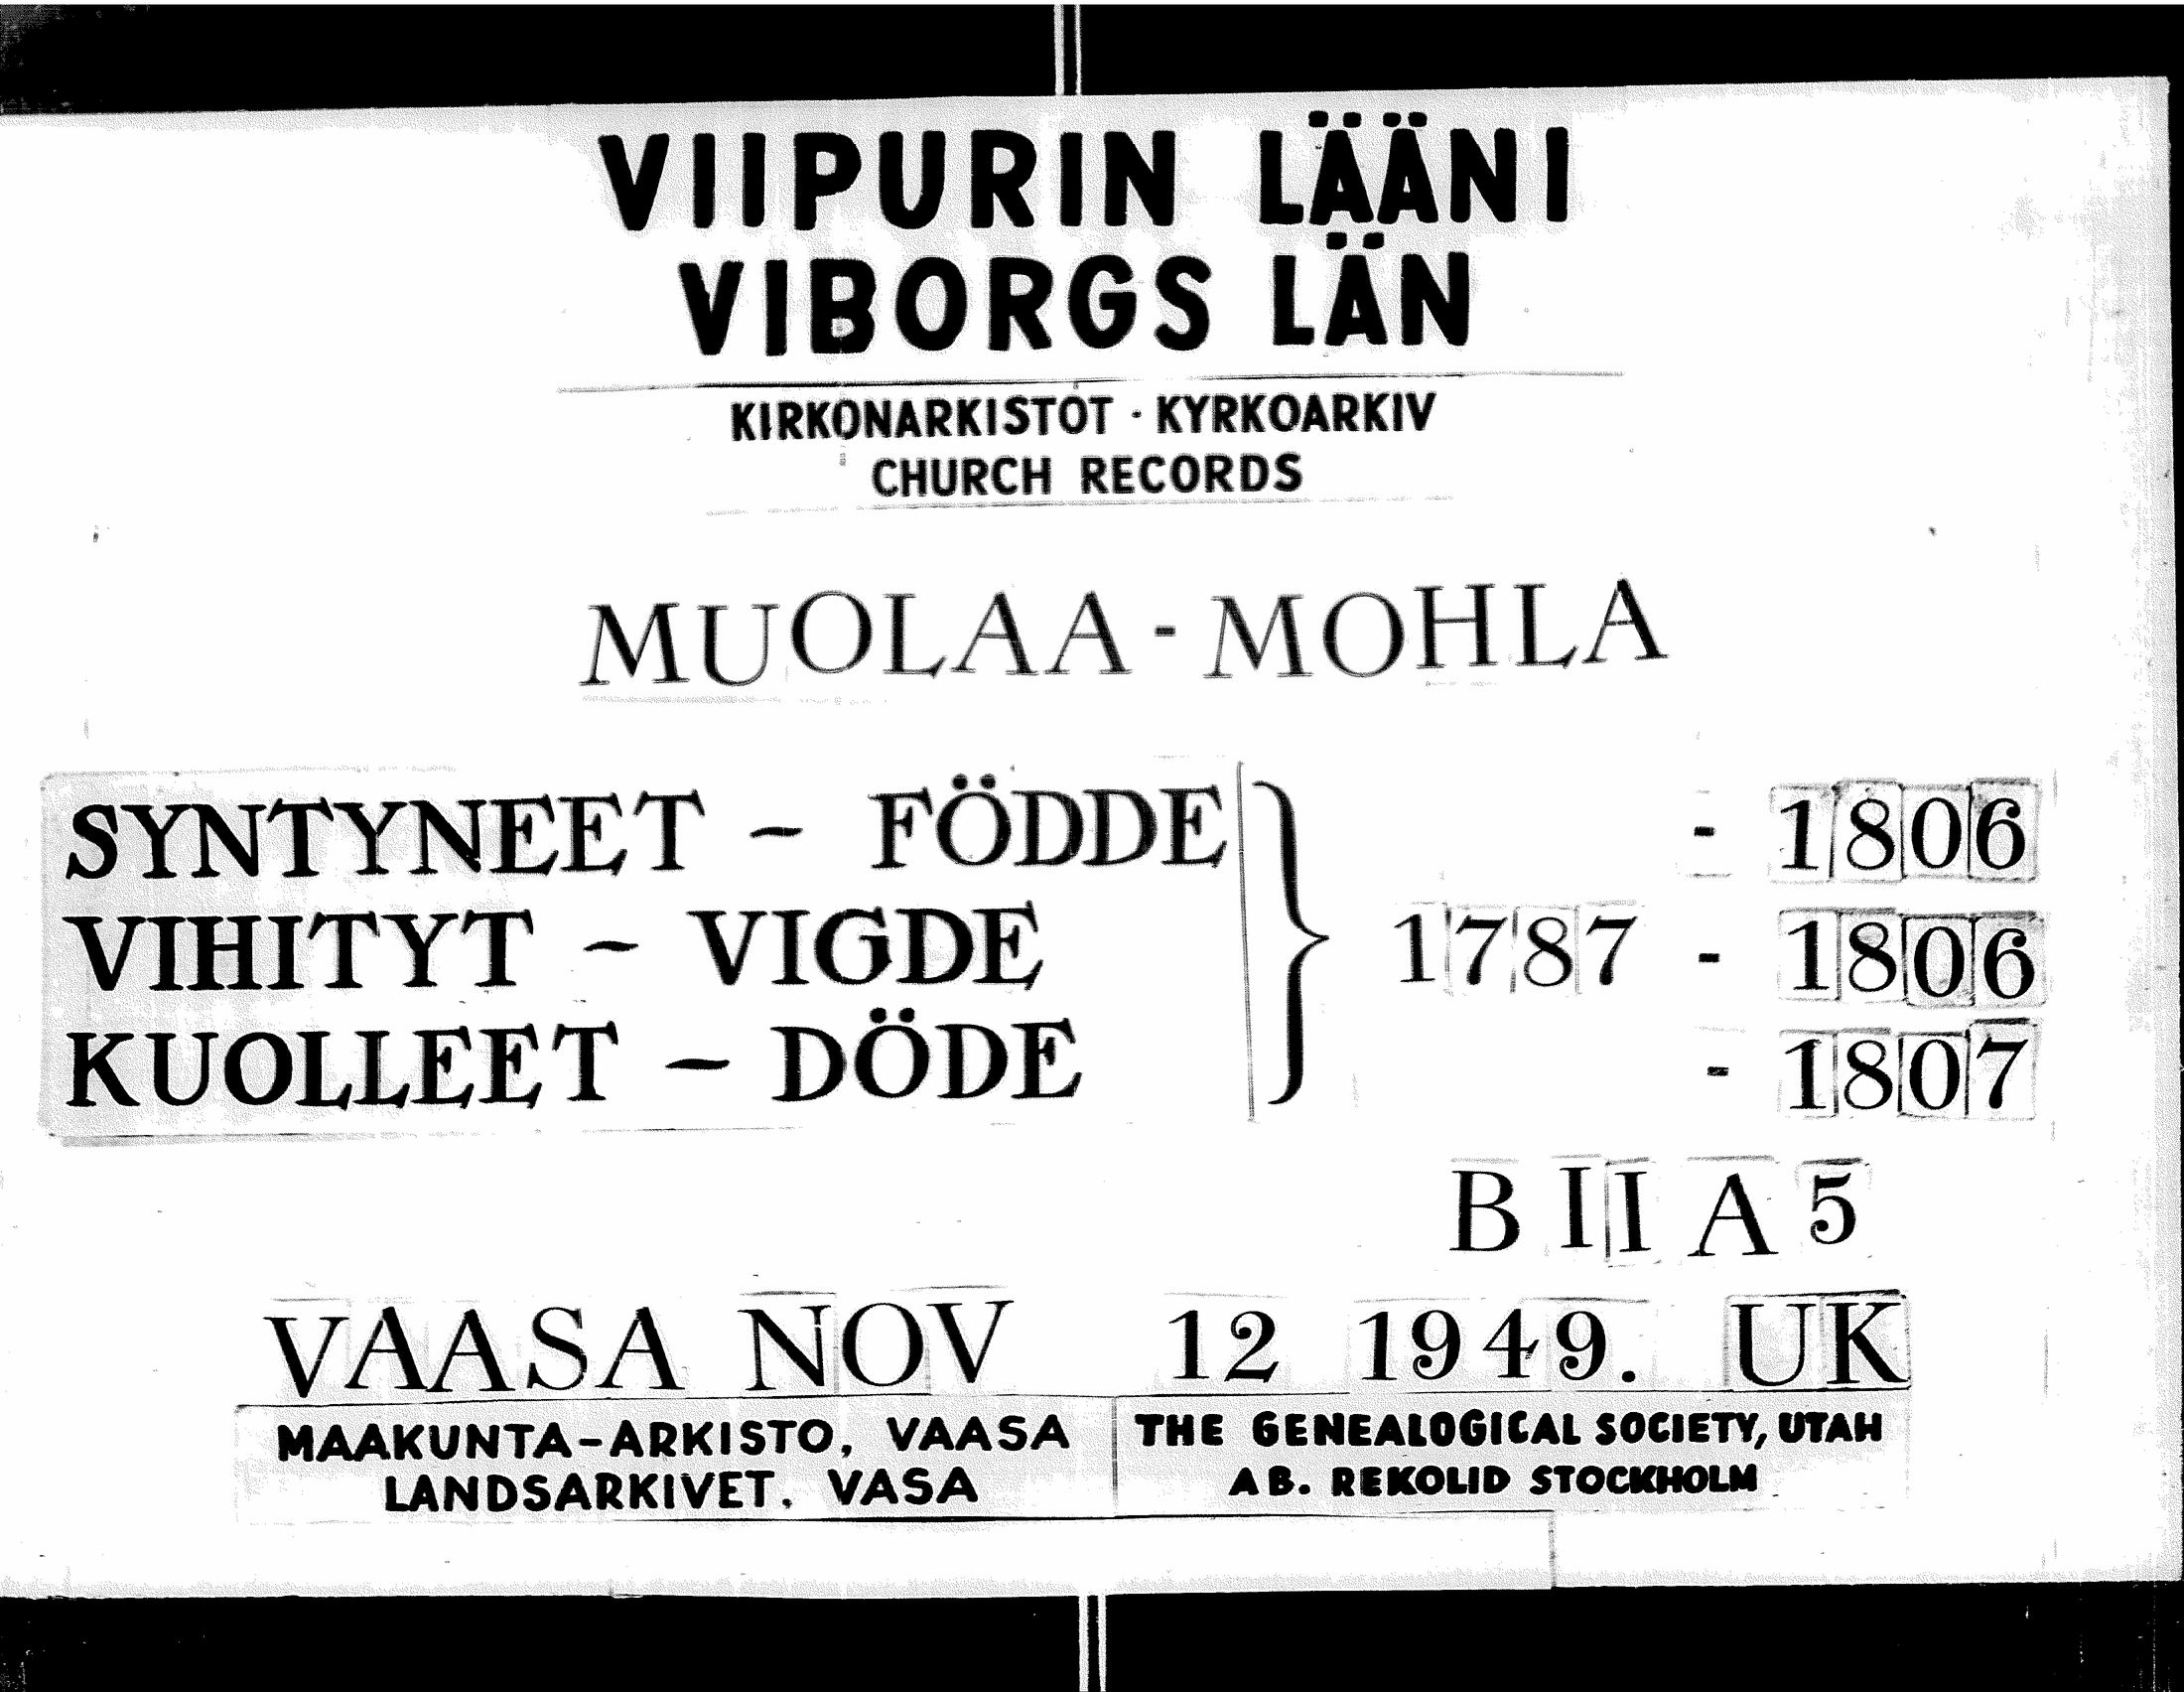 VIIPURIN LÄÄNI
VIBORGS LÄN
KIRKONARKISTOT · KYRKOARKIV
CHURCH RECORDS
MUOLAA - MOHLA
SYNTYNEET – FÖDDE } - 1806
VIHITYT – VIGDE } 1787 - 1806
KUOLLEET – DÖDE } - 1807
B II A 5
VAASA NOV 12 1949. UK
MAAKUNTA-ARKISTO, VAASA
LANDSARKIVET. VASA
THE GENEALOGICAL SOCIETY, UTAH
AB. REKOLID STOCKHOLM